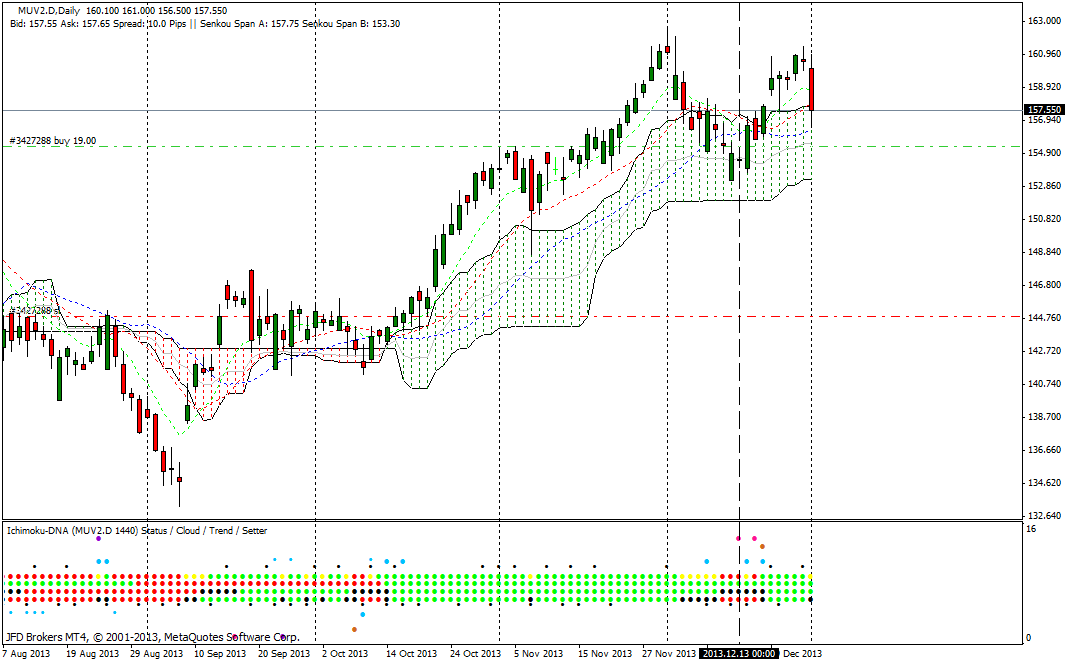 MUV2.D,Daily 160.100 161.000 156.500 157.550
Bid: 157.55 Ask: 157.65 Spread: 10.0 Pips || Senkou Span A: 157.75 Senkou Span B: 153.30
163.000
160.960
158.920
157.550
156.940
#3427288 buy 19.00
154.900
152.860
150.820
148.840
146.800
#3427288 sl
144.760
142.720
140.740
138.700
136.660
134.620
132.640
Ichimoku-DNA (MUV2.D 1440) Status / Cloud / Trend / Setter
16
JFD Brokers MT4, © 2001-2013, MetaQuotes Software Corp.
0
7 Aug 2013 19 Aug 2013 29 Aug 2013 10 Sep 2013 20 Sep 2013 2 Oct 2013 14 Oct 2013 24 Oct 2013 5 Nov 2013 15 Nov 2013 27 Nov 2013 2013.12.13 00:00 Dec 2013